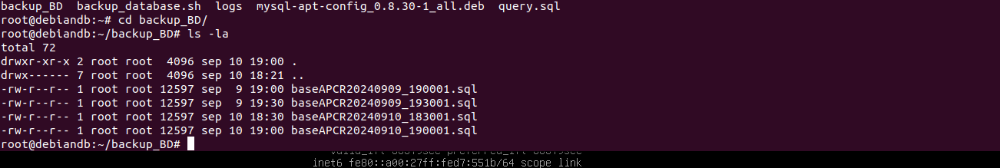 backup_BD  backup_database.sh  logs  mysql-apt-config_0.8.30-1_all.deb  query.sql
root@debiandb:~# cd backup_BD/
root@debiandb:~/backup_BD# ls -la
total 72
drwxr-xr-x 2 root root  4096 sep 10 19:00 .
drwx------ 7 root root  4096 sep 10 18:21 ..
-rw-r--r-- 1 root root 12597 sep  9 19:00 baseAPCR20240909_190001.sql
-rw-r--r-- 1 root root 12597 sep  9 19:30 baseAPCR20240909_193001.sql
-rw-r--r-- 1 root root 12597 sep 10 18:30 baseAPCR20240910_183001.sql
-rw-r--r-- 1 root root 12597 sep 10 19:00 baseAPCR20240910_190001.sql
root@debiandb:~/backup_BD#
inet6 fe80::a00:27ff:fed7:551b/64 scope link